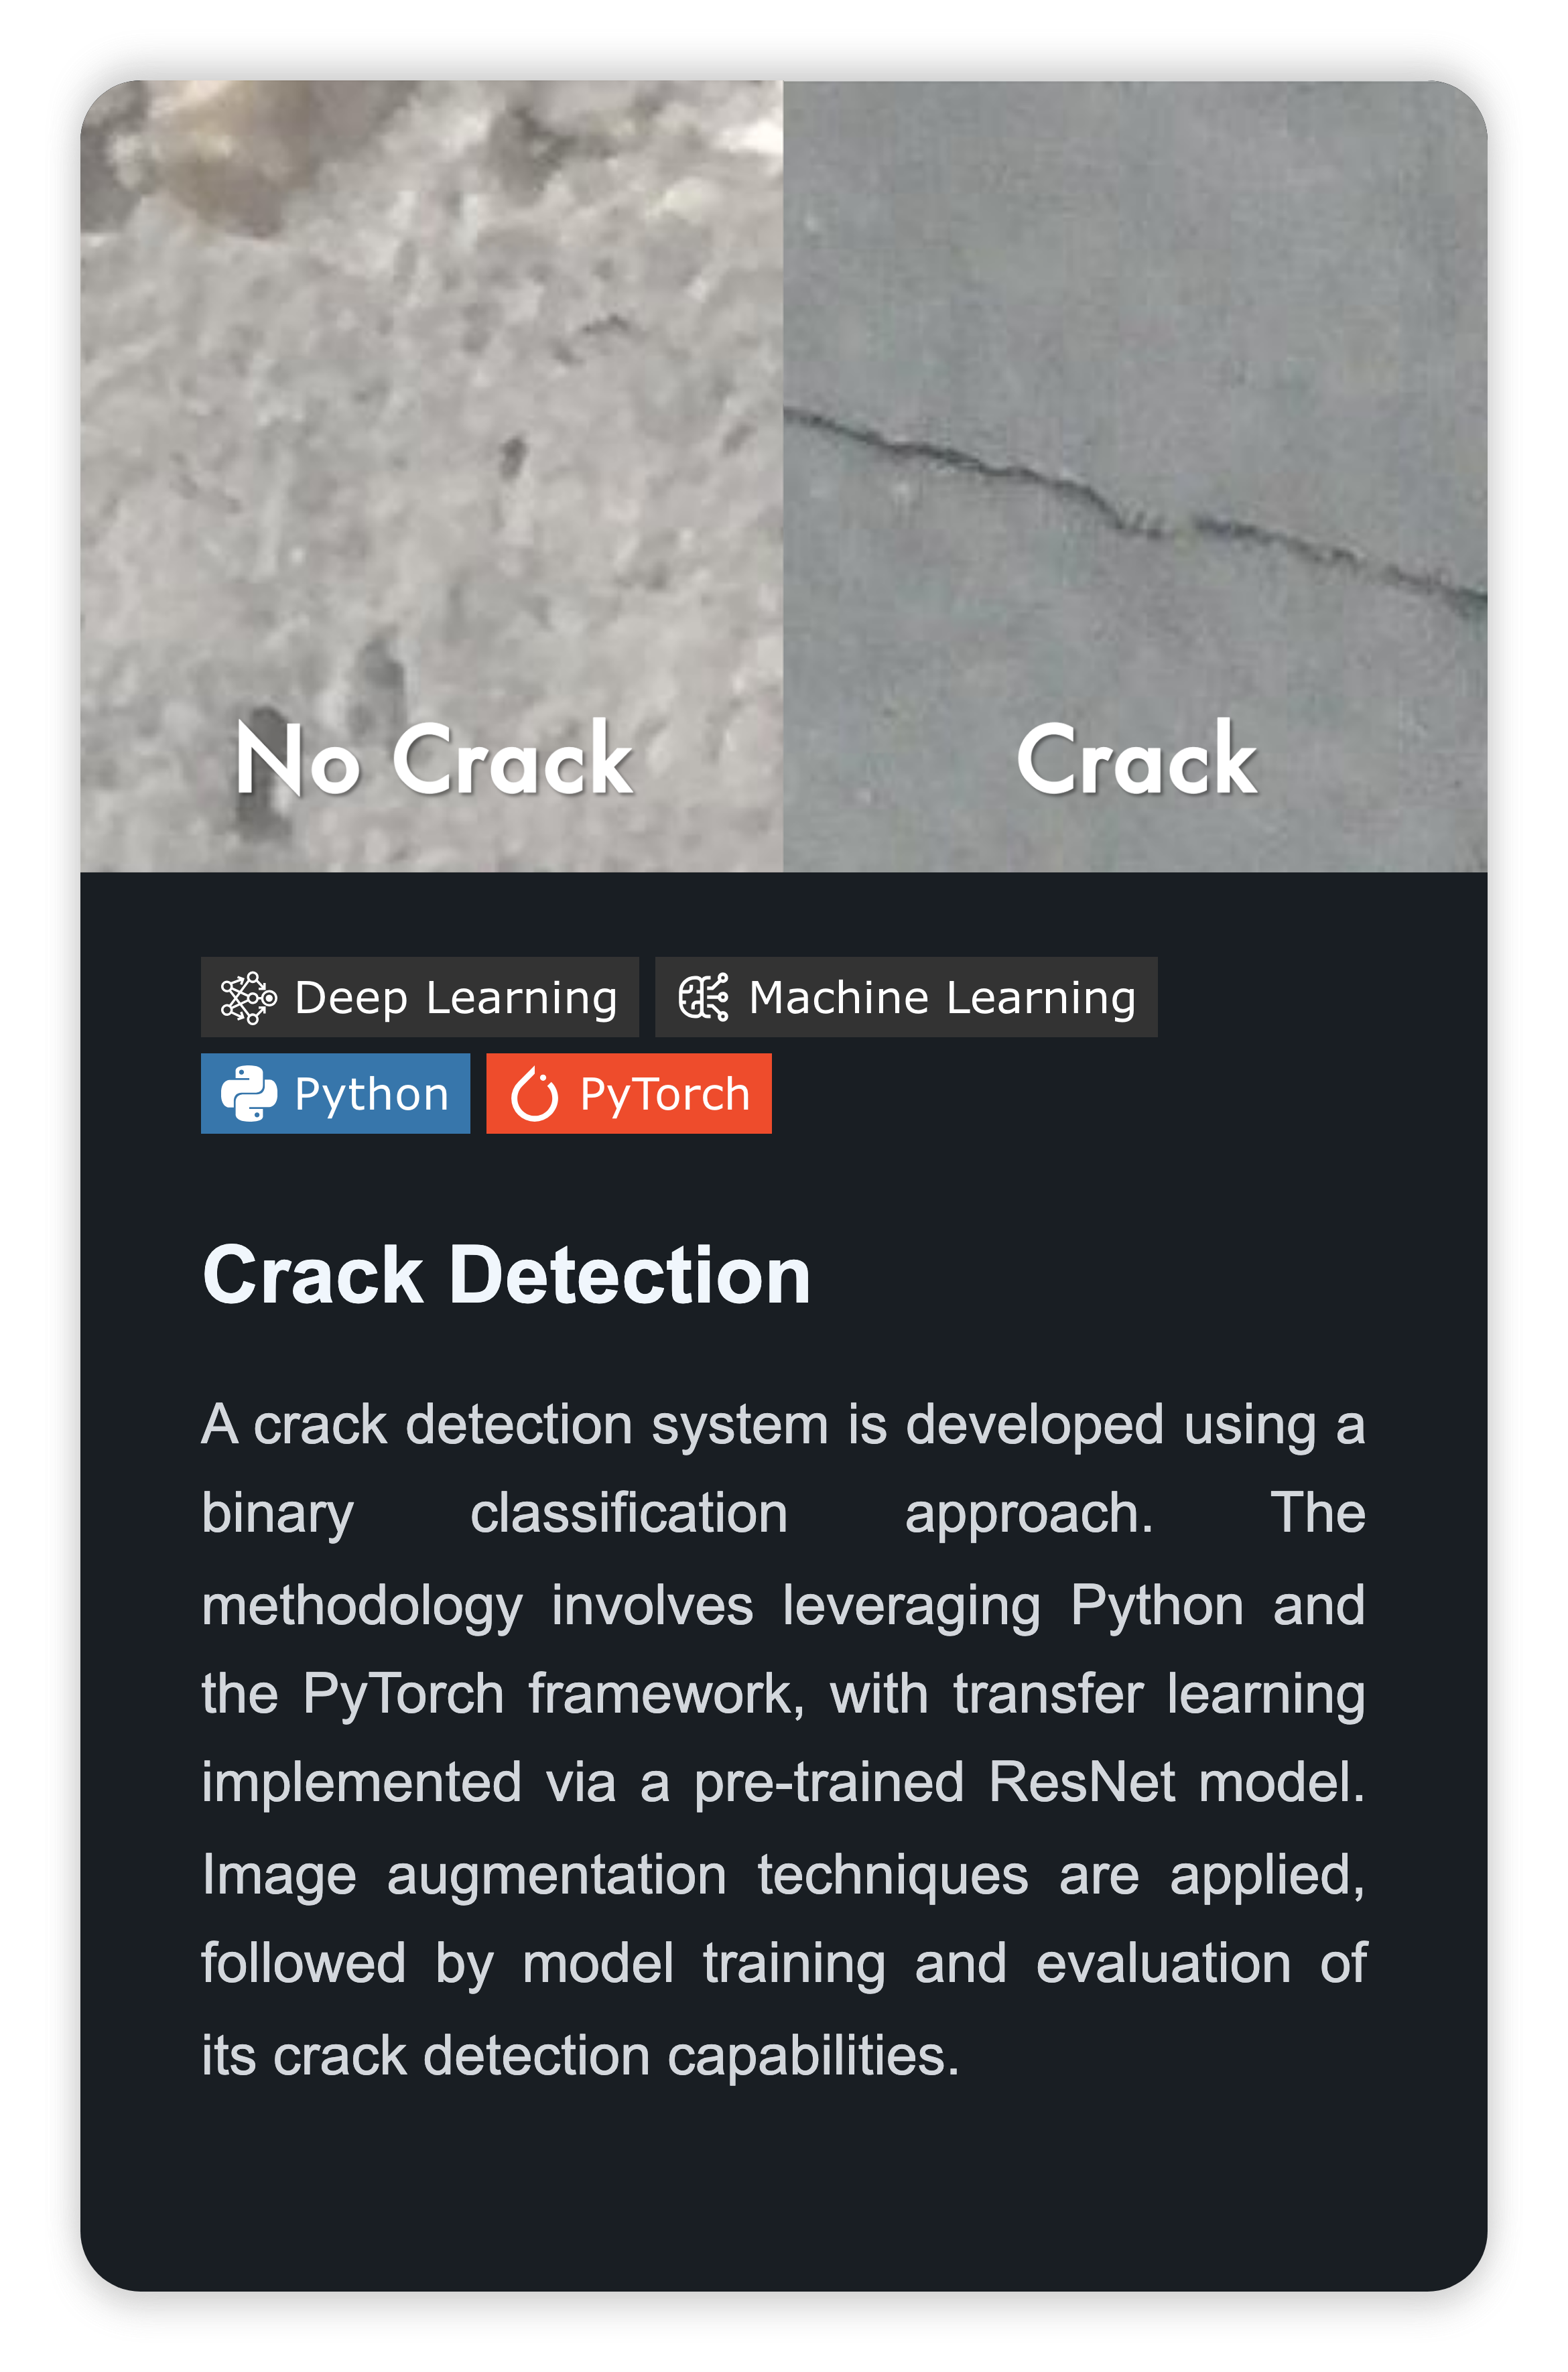 No Crack
Crack
Deep Learning
Machine Learning
Python
PyTorch
Crack Detection
A crack detection system is developed using a
binary classification approach. The
methodology involves leveraging Python and
the PyTorch framework, with transfer learning
implemented via a pre-trained ResNet model.
Image augmentation techniques are applied,
followed by model training and evaluation of
its crack detection capabilities.